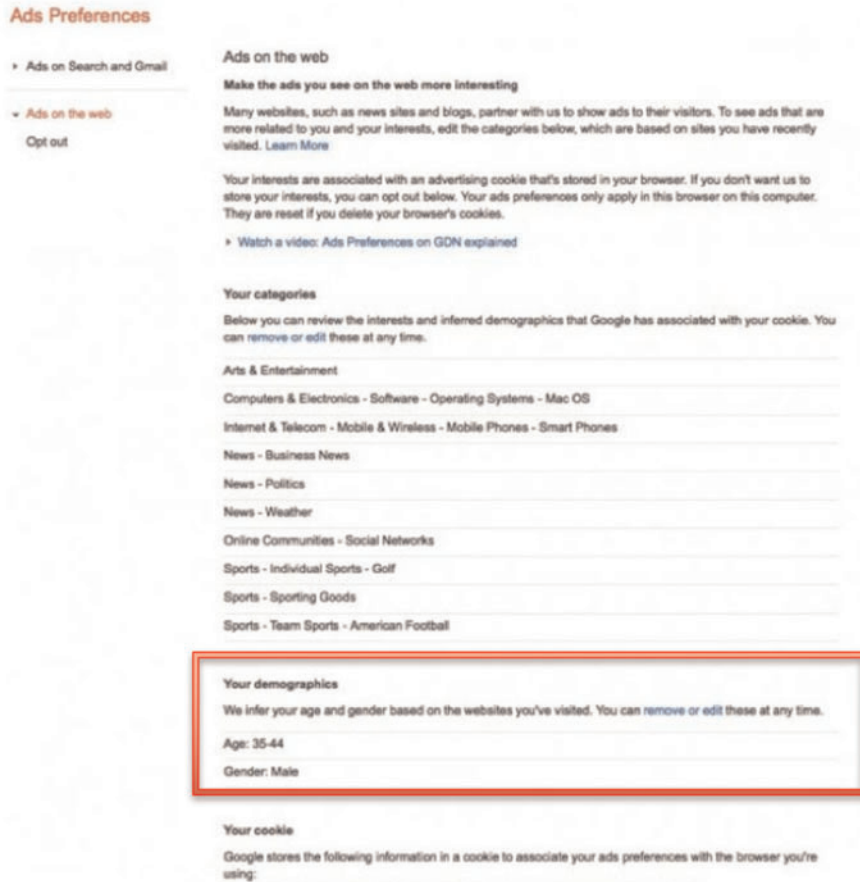 Ads Preferences
Ads on Search and Gmail
Ads on the web
Opt out
Ads on the web
Make the ads you see on the web more interesting
Many websites, such as news sites and blogs, partner with us to show ads to their visitors. To see ads that are
more related to you and your interests, edit the categories below, which are based on sites you have recently
visited. Learn More
Your interests are associated with an advertising cookie that's stored in your browser. If you don't want us to
store your interests, you can opt out below. Your ads preferences only apply in this browser on this computer.
They are reset if you delete your browser's cookies.
Watch a video: Ads Preferences on GDN explained
Your categories
Below you can review the interests and inferred demographics that Google has associated with your cookie. You
can remove or edit these at any time.
Arts & Entertainment
Computers & Electronics - Software - Operating Systems - Mac OS
Internet & Telecom - Mobile & Wireless - Mobile Phones - Smart Phones
News - Business News
News - Politics
News - Weather
Online Communities - Social Networks
Sports - Individual Sports - Golf
Sports - Sporting Goods
Sports - Team Sports - American Football
Your demographics
We infer your age and gender based on the websites you've visited. You can remove or edit these at any time.
Age: 35-44
Gender: Male
Your cookie
Google stores the following information in a cookie to associate your ads preferences with the browser you're
using: